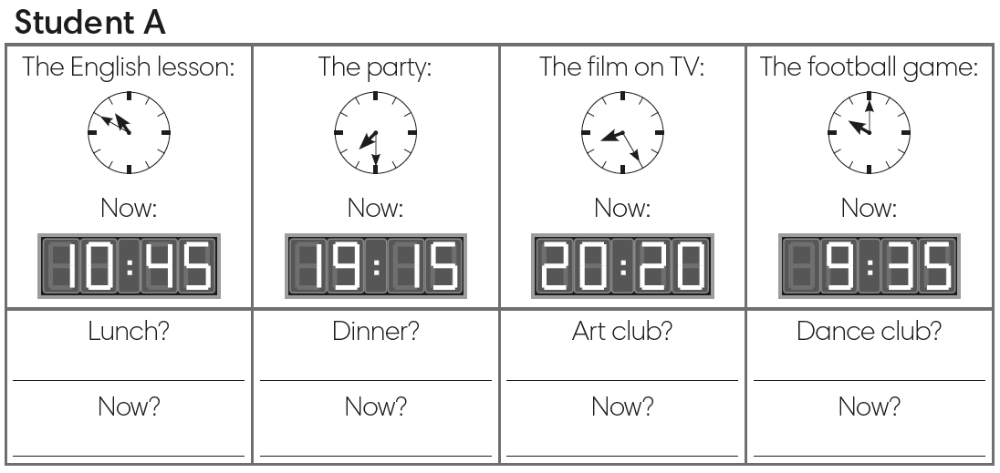 Student A
The English lesson:
Now:
10:45
Lunch?
Now?
The party:
Now:
19:15
Dinner?
Now?
The film on TV:
Now:
20:20
Art club?
Now?
The football game:
Now:
9:35
Dance club?
Now?